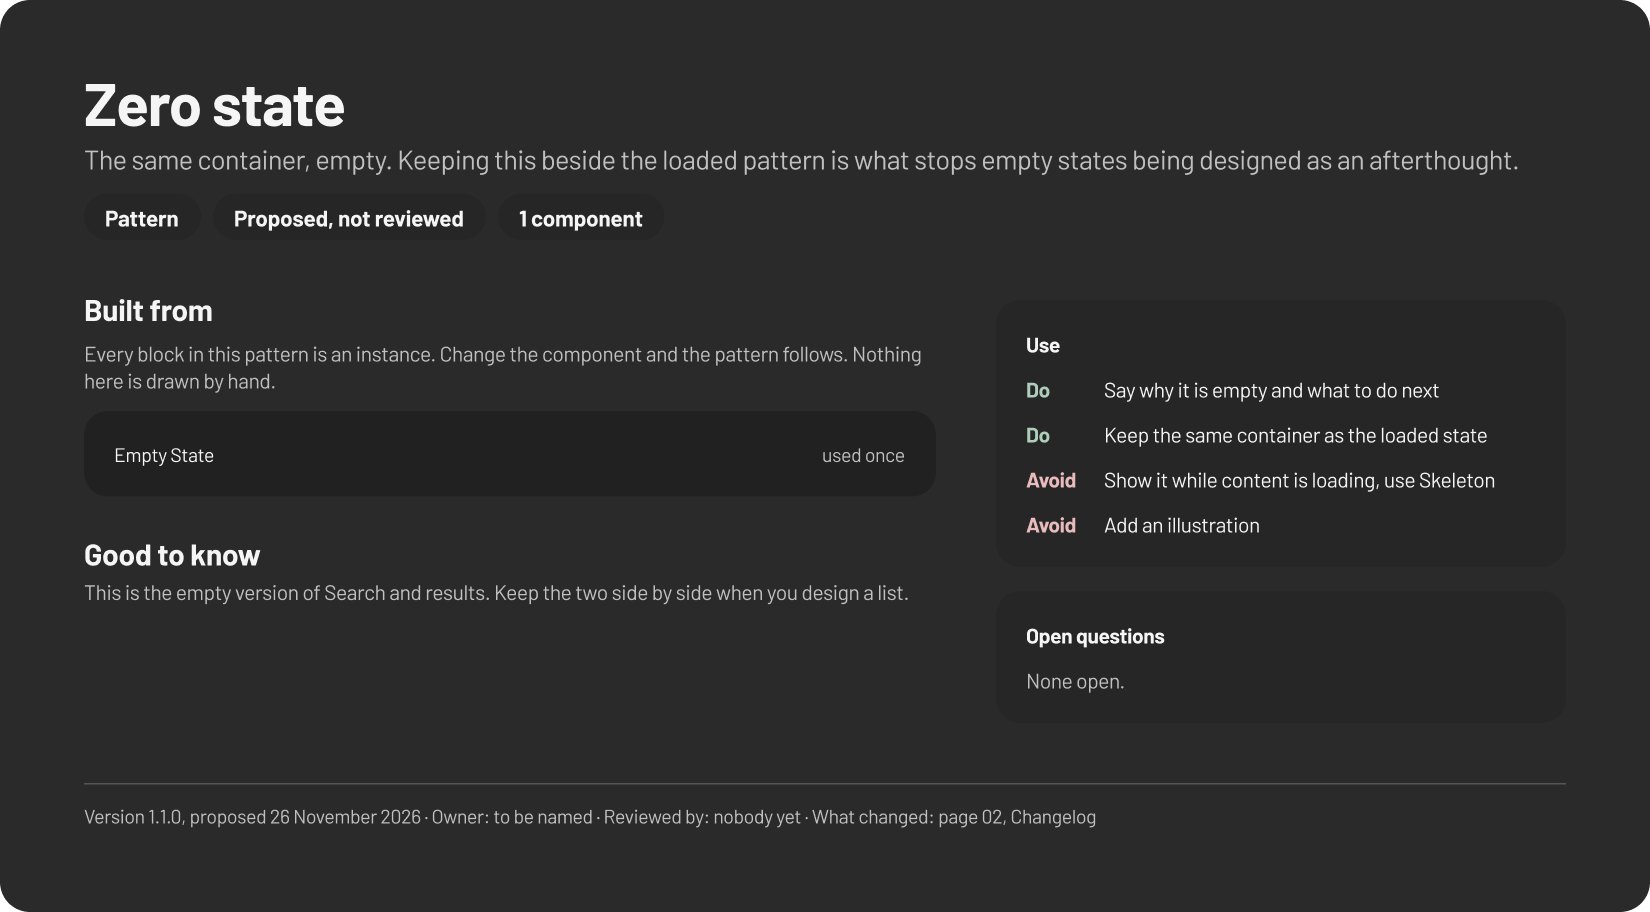 Zero state
The same container, empty. Keeping this beside the loaded pattern is what stops empty states being designed as an afterthought.
Pattern
Proposed, not reviewed
1 component
Built from
Every block in this pattern is an instance. Change the component and the pattern follows. Nothing
here is drawn by hand.
Empty State used once
Good to know
This is the empty version of Search and results. Keep the two side by side when you design a list.
Use
Do Say why it is empty and what to do next
Do Keep the same container as the loaded state
Avoid Show it while content is loading, use Skeleton
Avoid Add an illustration
Open questions
None open.
Version 1.1.0, proposed 26 November 2026 · Owner: to be named · Reviewed by: nobody yet · What changed: page 02, Changelog